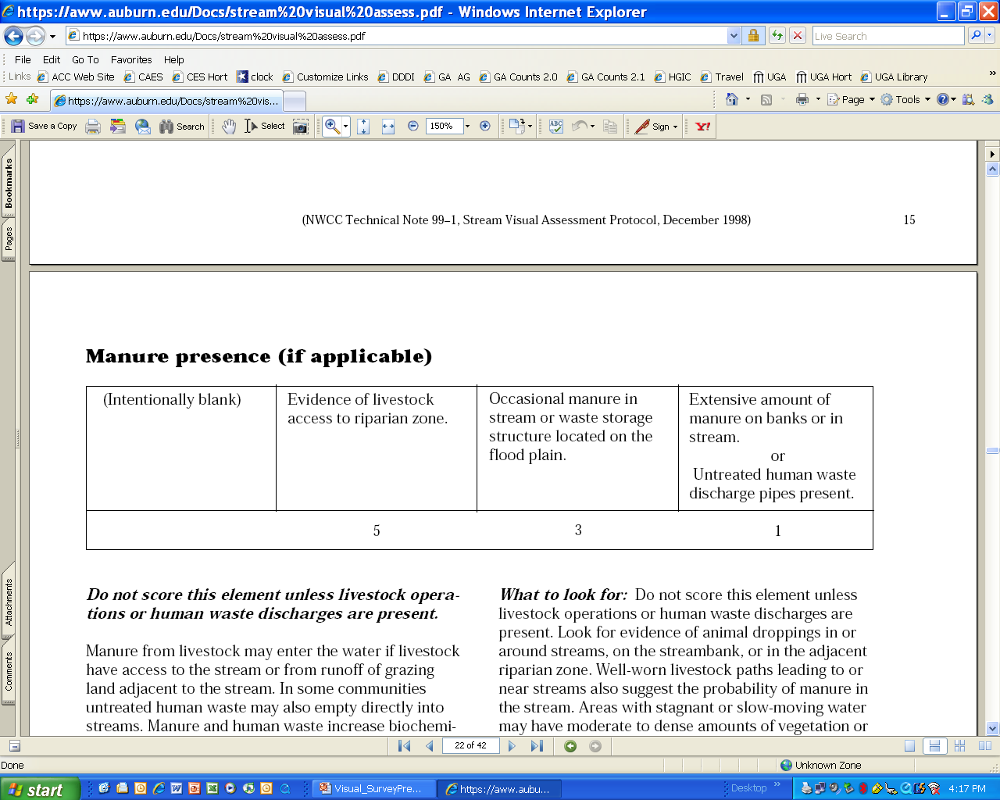 https://aww.auburn.edu/Docs/stream%20visual%20assess.pdf - Windows Internet Explorer
https://aww.auburn.edu/Docs/stream%20visual%20assess.pdf
Live Search
File Edit Go To Favorites Help
Links ACC Web Site CAES CES Hort clock Customize Links DDDI GA AG GA Counts 2.0 GA Counts 2.1 HGIC Travel UGA UGA Hort UGA Library »
https://aww.auburn.edu/Docs/stream%20vis...
Page Tools
Save a Copy Search Select 150% Sign Y!
Bookmarks
Pages
Attachments
Comments
(NWCC Technical Note 99–1, Stream Visual Assessment Protocol, December 1998) 15
Manure presence (if applicable)
(Intentionally blank)
Evidence of livestock
access to riparian zone.
Occasional manure in
stream or waste storage
structure located on the
flood plain.
Extensive amount of
manure on banks or in
stream.
or
Untreated human waste
discharge pipes present.
5 3 1
Do not score this element unless livestock opera-
tions or human waste discharges are present.
Manure from livestock may enter the water if livestock
have access to the stream or from runoff of grazing
land adjacent to the stream. In some communities
untreated human waste may also empty directly into
streams. Manure and human waste increase biochemi-
What to look for: Do not score this element unless
livestock operations or human waste discharges are
present. Look for evidence of animal droppings in or
around streams, on the streambank, or in the adjacent
riparian zone. Well-worn livestock paths leading to or
near streams also suggest the probability of manure in
the stream. Areas with stagnant or slow-moving water
may have moderate to dense amounts of vegetation or
22 of 42
Done
Unknown Zone
start
Visual_SurveyPre...
https://aww.aubu...
Desktop »
4:17 PM